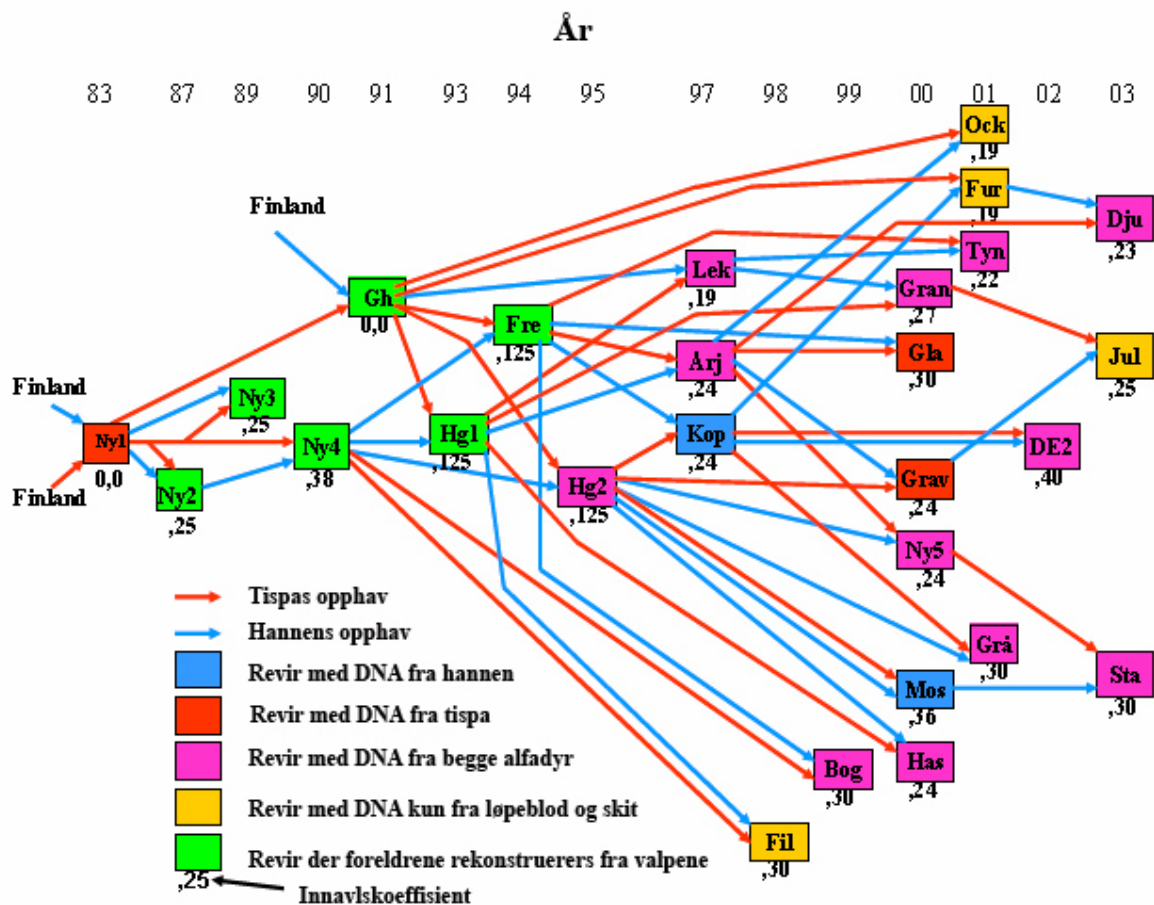 År
83 87 89 90 91 93 94 95 97 98 99 00 01 02 03
Ock
,19
Finland
Fur
,19
Dju
,23
Tyn
,22
Lek
,19
Gh
0,0
Gran
,27
Fre
,125
Gla
,30
Jul
,25
Arj
,24
Finland
Ny3
,25
Ny1
0,0
Ny4
,38
Hg1
,125
Kop
,24
DE2
,40
Finland
Ny2
,25
Hg2
,125
Grav
,24
Ny5
,24
Grå
,30
Sta
,30
Mos
,36
Has
,24
Bog
,30
Fil
,30
Tispas opphav
Hannens opphav
Revir med DNA fra hannen
Revir med DNA fra tispa
Revir med DNA fra begge alfadyr
Revir med DNA kun fra løpeblod og skit
Revir der foreldrene rekonstruerers fra valpene
,25
Innavlskoeffisient